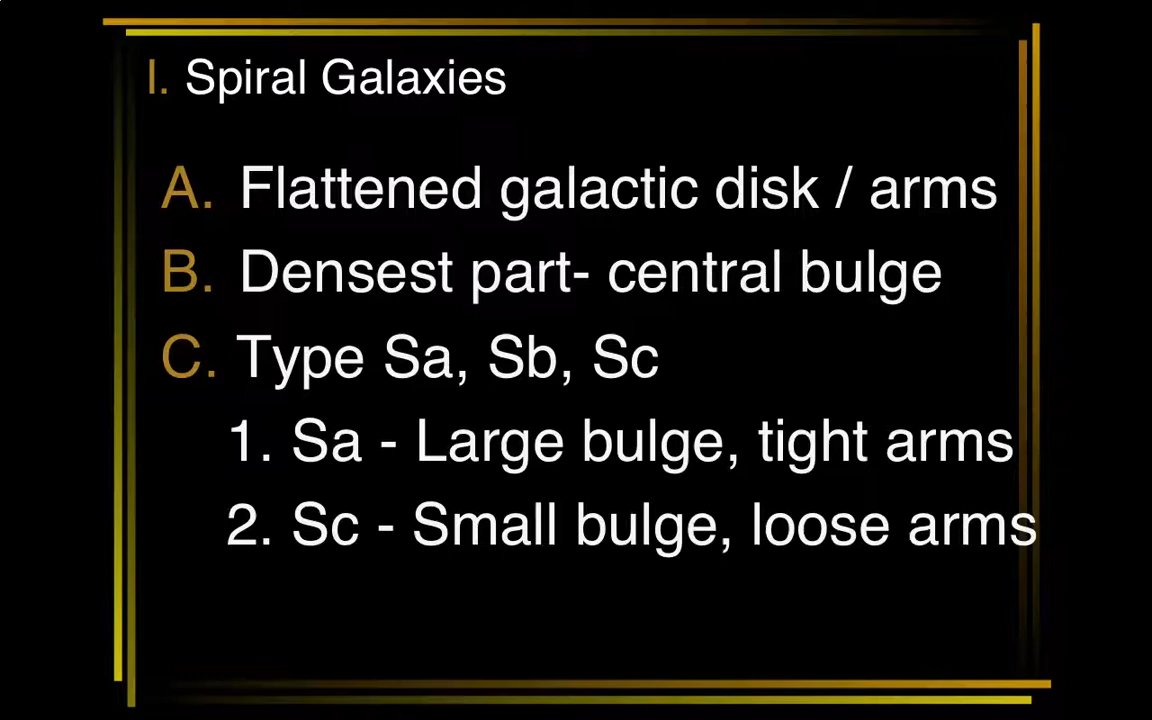 I. Spiral Galaxies
A. Flattened galactic disk / arms
B. Densest part- central bulge
C. Type Sa, Sb, Sc
1. Sa - Large bulge, tight arms
2. Sc - Small bulge, loose arms